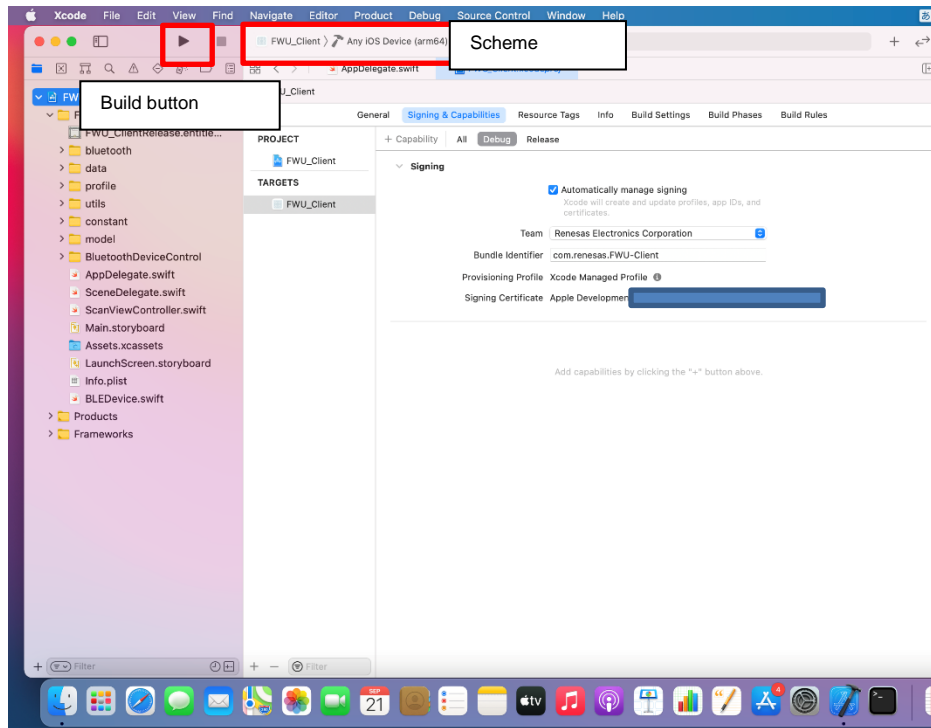 Xcode File Edit View Find Navigate Editor Product Debug Source Control Window Help あ
FWU_Client 〉 Any iOS Device (arm64)
Scheme
AppDelegate.swift
Build button
General Signing & Capabilities Resource Tags Info Build Settings Build Phases Build Rules
FWU_ClientRelease.entitle...
bluetooth
data
profile
utils
constant
model
BluetoothDeviceControl
AppDelegate.swift
SceneDelegate.swift
ScanViewController.swift
Main.storyboard
Assets.xcassets
LaunchScreen.storyboard
Info.plist
BLEDevice.swift
Products
Frameworks
Filter
PROJECT
FWU_Client
TARGETS
FWU_Client
Filter
+ Capability All Debug Release
Signing
Automatically manage signing
Xcode will create and update profiles, app IDs, and
certificates.
Team Renesas Electronics Corporation
Bundle Identifier com.renesas.FWU-Client
Provisioning Profile Xcode Managed Profile
Signing Certificate Apple Developmen
Add capabilities by clicking the "+" button above.
SEP
21
tv
4